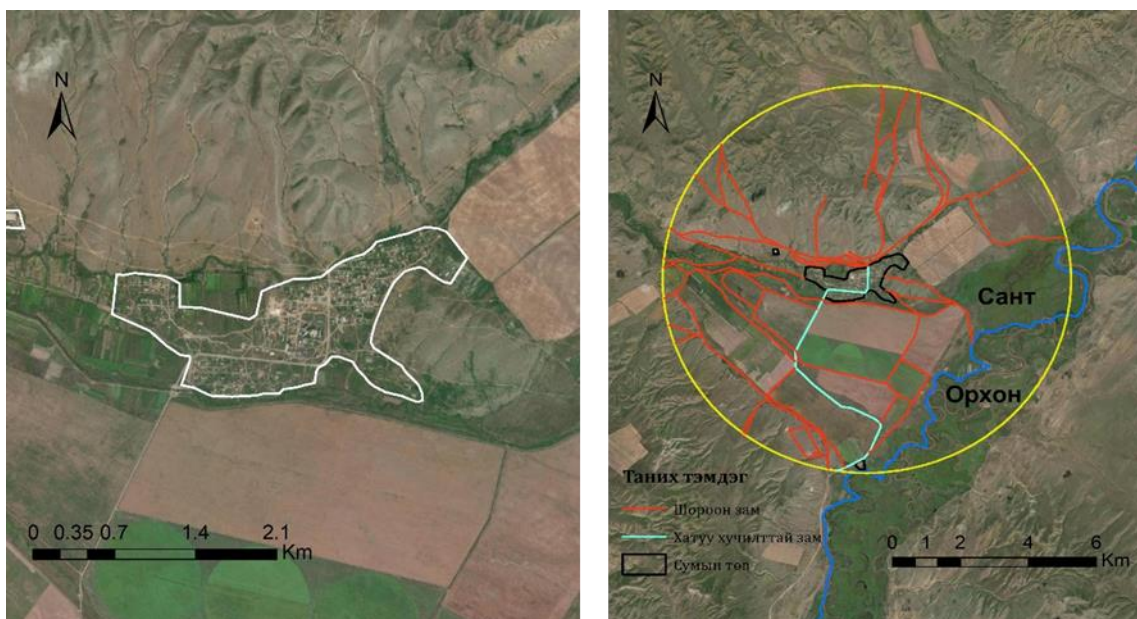 N
0 0.35 0.7 1.4 2.1
Km
N
Сант
Орхон
Таних тэмдэг
Шороон зам
Хатуу хучилттай зам
Сумын төв
0 1 2 4 6
Km